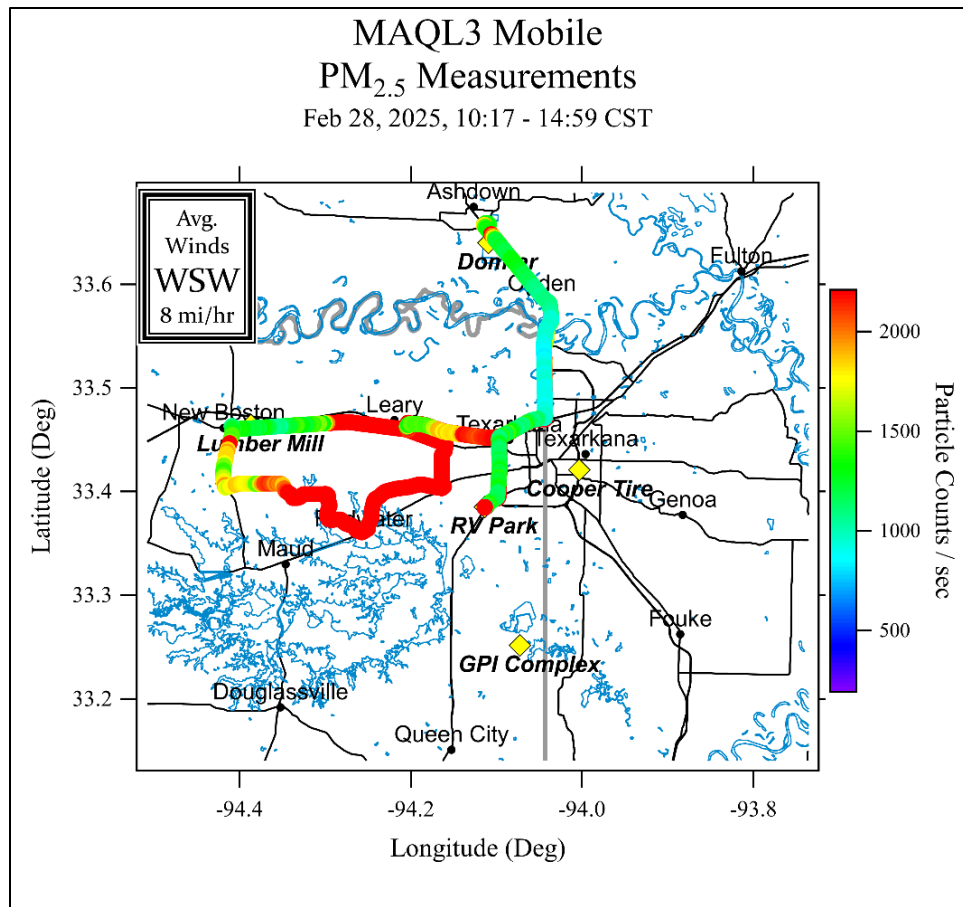 MAQL3 Mobile
PM2.5 Measurements
Feb 28, 2025, 10:17 - 14:59 CST
Avg.
Winds
WSW
8 mi/hr
Ashdown
Fulton
New Boston
Lumber Mill
Leary
Texarkana
Cooper Tire
Genoa
RV Park
Maud
Fouke
GPI Complex
Douglassville
Queen City
33.6
33.5
33.4
33.3
33.2
Latitude (Deg)
-94.4
-94.2
-94.0
-93.8
Longitude (Deg)
2000
1500
1000
500
Particle Counts / sec